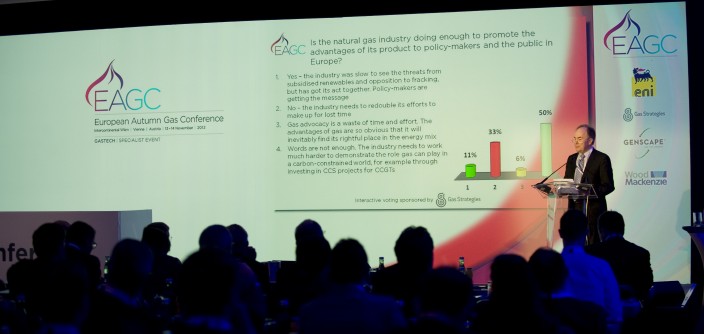 EAGC
European Autumn Gas Conference
Intercontinental Wien • Vienna • Austria • 13-14 November • 2012
GASTECH | SPECIALIST EVENT
EAGC
Is the natural gas industry doing enough to promote the
advantages of its product to policy-makers and the public in
Europe?
1. Yes – the industry was slow to see the threats from
subsidised renewables and opposition to fracking,
but has got its act together. Policy-makers are
getting the message
2. No – the industry needs to redouble its efforts to
make up for lost time
3. Gas advocacy is a waste of time and effort. The
advantages of gas are so obvious that it will
inevitably find its rightful place in the energy mix
4. Words are not enough. The industry needs to work
much harder to demonstrate the role gas can play in
a carbon-constrained world, for example through
investing in CCS projects for CCGTs
11%
33%
6%
50%
1 2 3
Interactive voting sponsored by Gas Strategies
EAGC
eni
Gas Strategies
GENSCAPE
Wood
Mackenzie